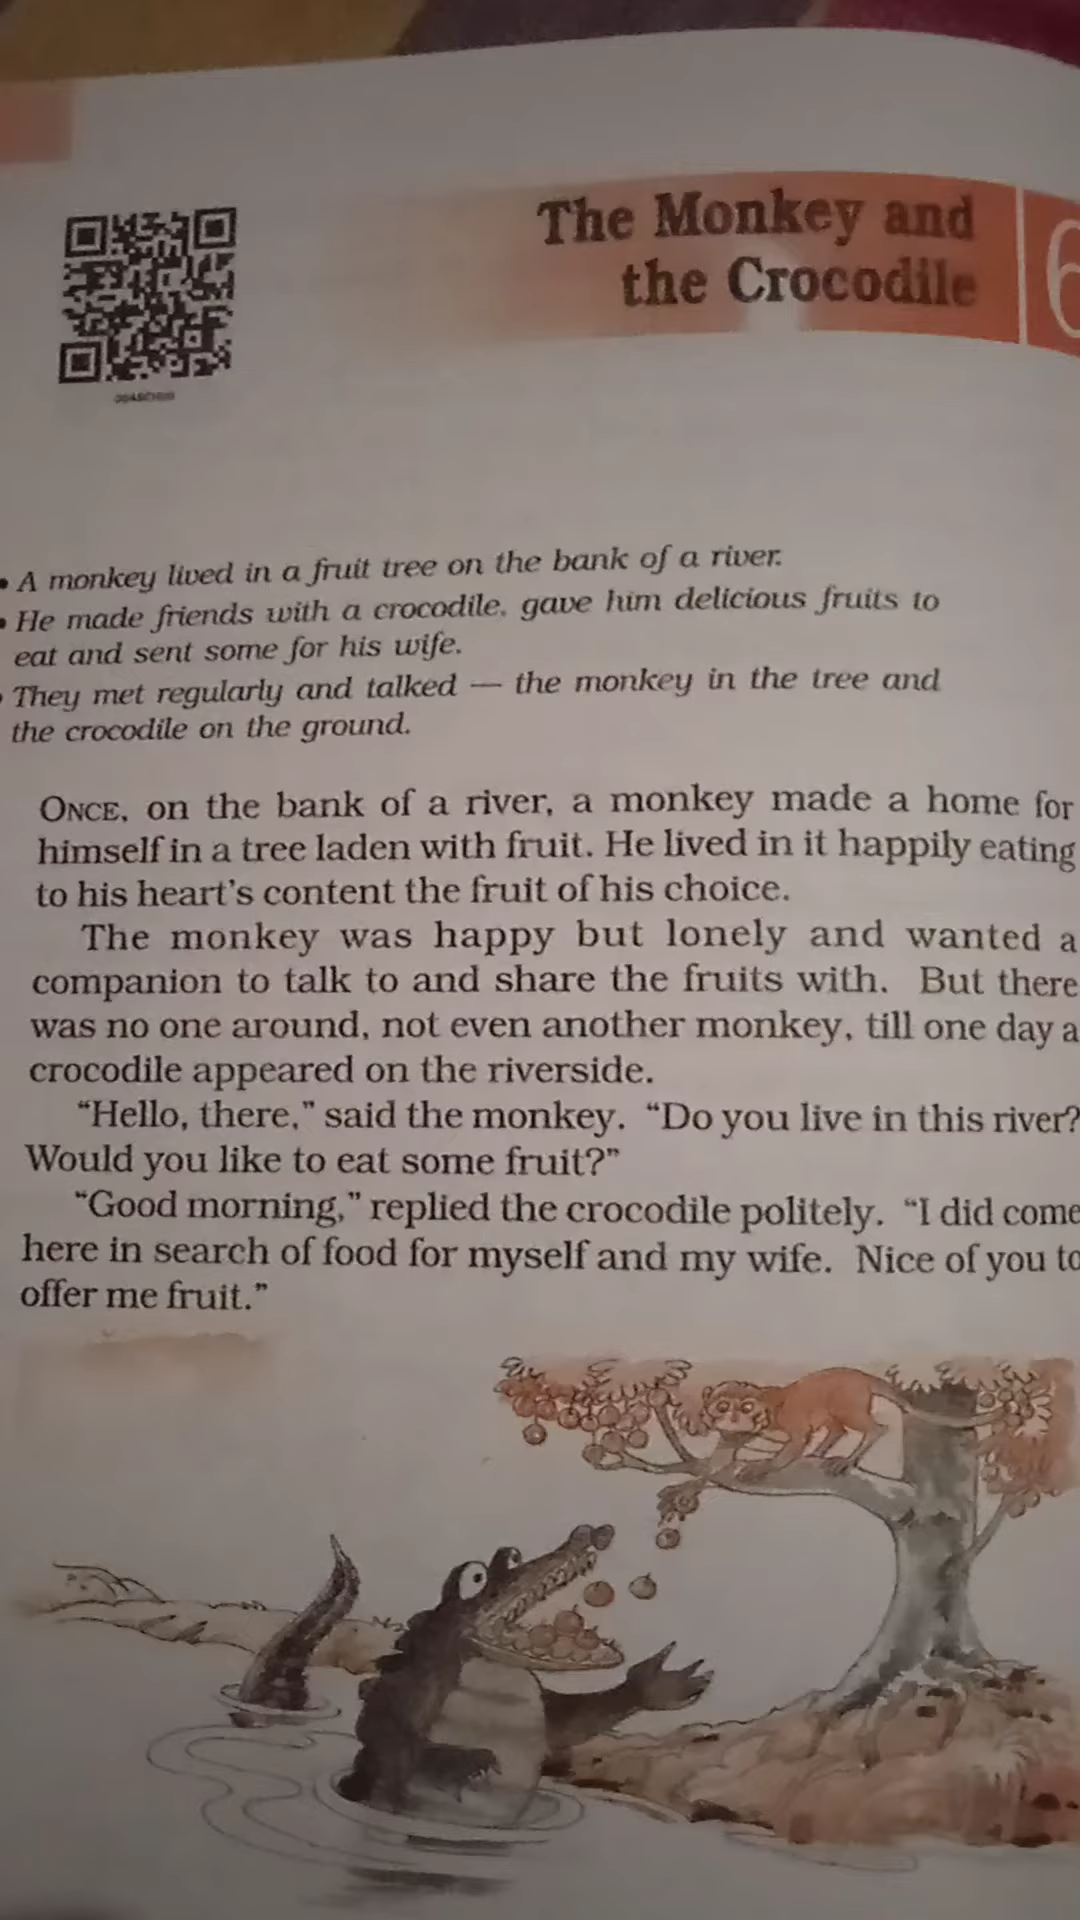 The Monkey and
the Crocodile
6
• A monkey lived in a fruit tree on the bank of a river.
• He made friends with a crocodile, gave him delicious fruits to
eat and sent some for his wife.
• They met regularly and talked — the monkey in the tree and
the crocodile on the ground.
ONCE, on the bank of a river, a monkey made a home for
himself in a tree laden with fruit. He lived in it happily eating
to his heart's content the fruit of his choice.
The monkey was happy but lonely and wanted a
companion to talk to and share the fruits with. But there
was no one around, not even another monkey, till one day a
crocodile appeared on the riverside.
“Hello, there,” said the monkey. “Do you live in this river?
Would you like to eat some fruit?”
“Good morning,” replied the crocodile politely. “I did come
here in search of food for myself and my wife. Nice of you to
offer me fruit.”